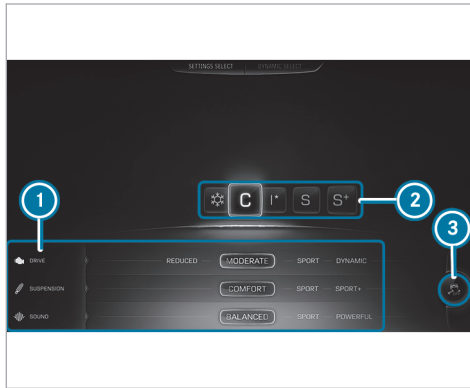 SETTINGS SELECT DYNAMIC SELECT
C I* S S+
1
2
3
DRIVE REDUCED MODERATE SPORT DYNAMIC
SUSPENSION COMFORT SPORT SPORT+
SOUND BALANCED SPORT POWERFUL